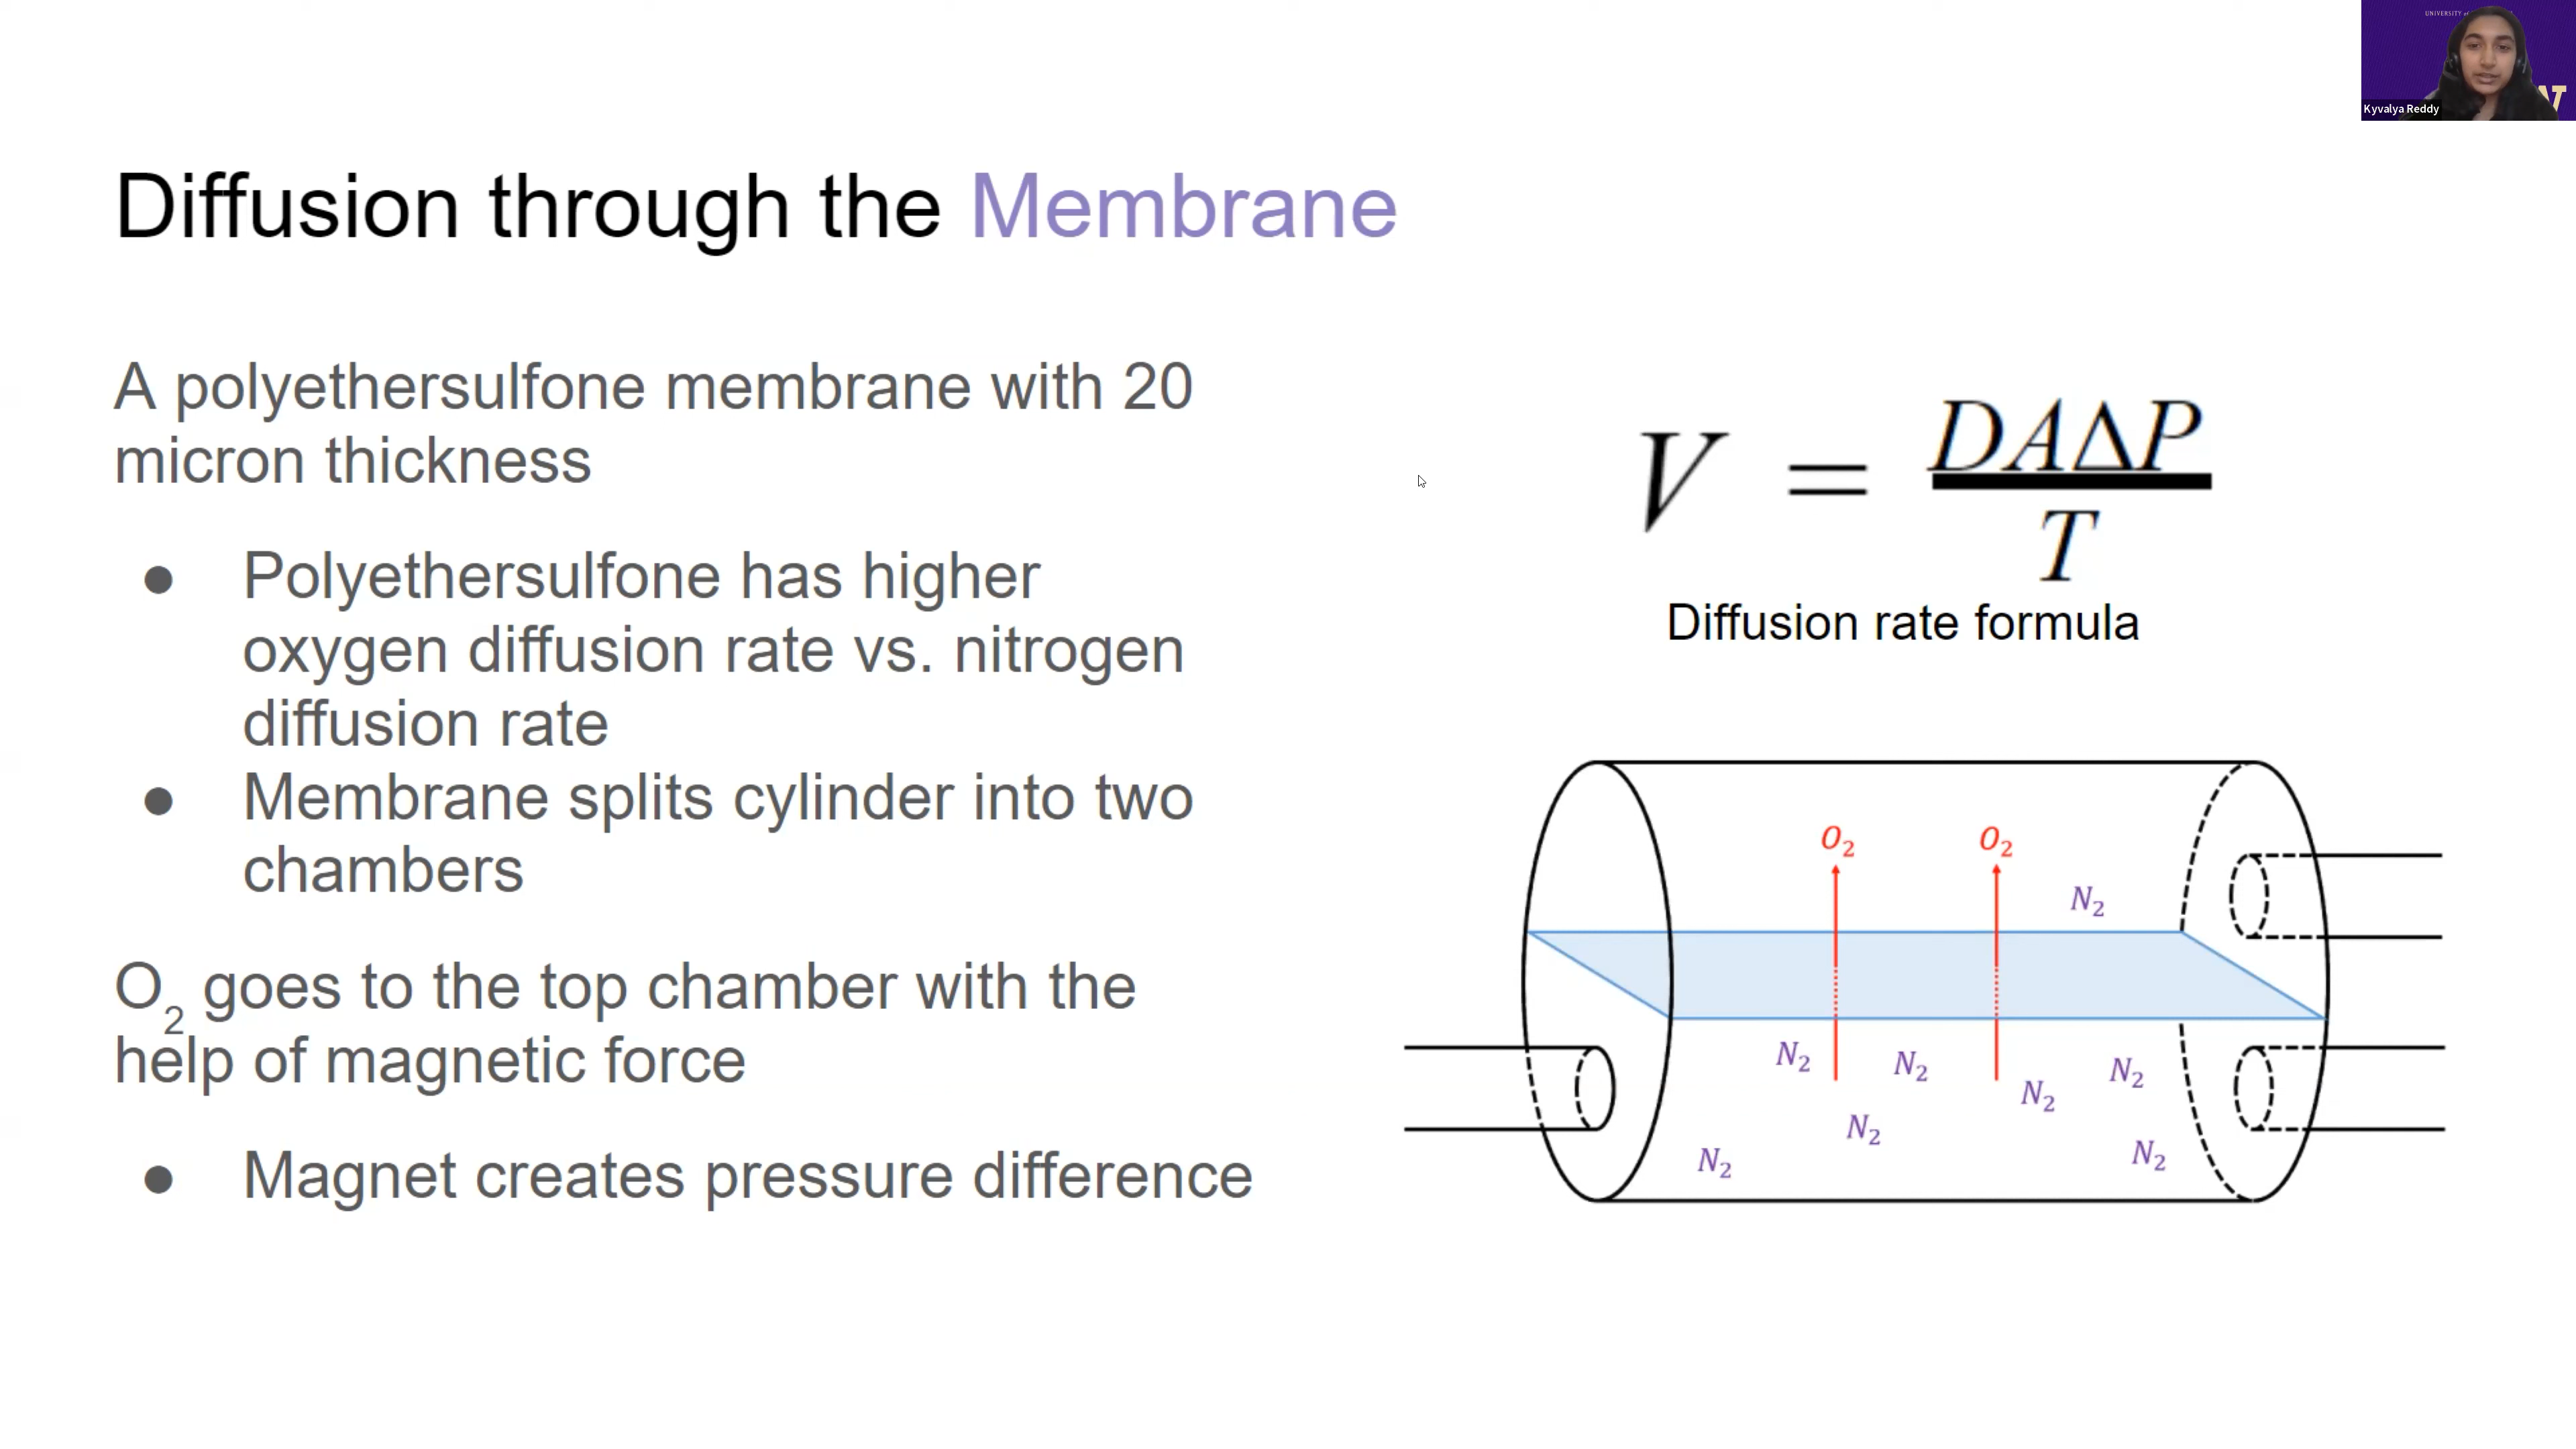 UNIVERSITY
Kyvalya Reddy
Diffusion through the Membrane
A polyethersulfone membrane with 20
micron thickness
● Polyethersulfone has higher
oxygen diffusion rate vs. nitrogen
diffusion rate
● Membrane splits cylinder into two
chambers
O₂ goes to the top chamber with the
help of magnetic force
● Magnet creates pressure difference
V = DAΔP / T
Diffusion rate formula
O₂ O₂
N₂
N₂ N₂ N₂
N₂
N₂
N₂ N₂